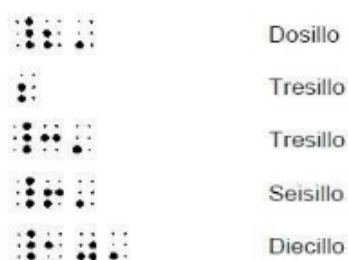 ⠸⠆⠄ Dosillo
⠆ Tresillo
⠸⠒⠄ Tresillo
⠸⠖⠄ Seisillo
⠸⠂⠴⠄ Diecillo